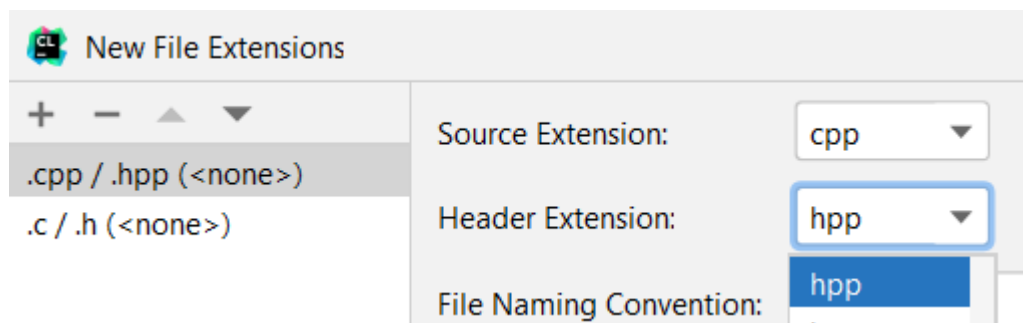 CL
New File Extensions
.cpp / .hpp (<none>)
.c / .h (<none>)
Source Extension:
cpp
Header Extension:
hpp
hpp
File Naming Convention: